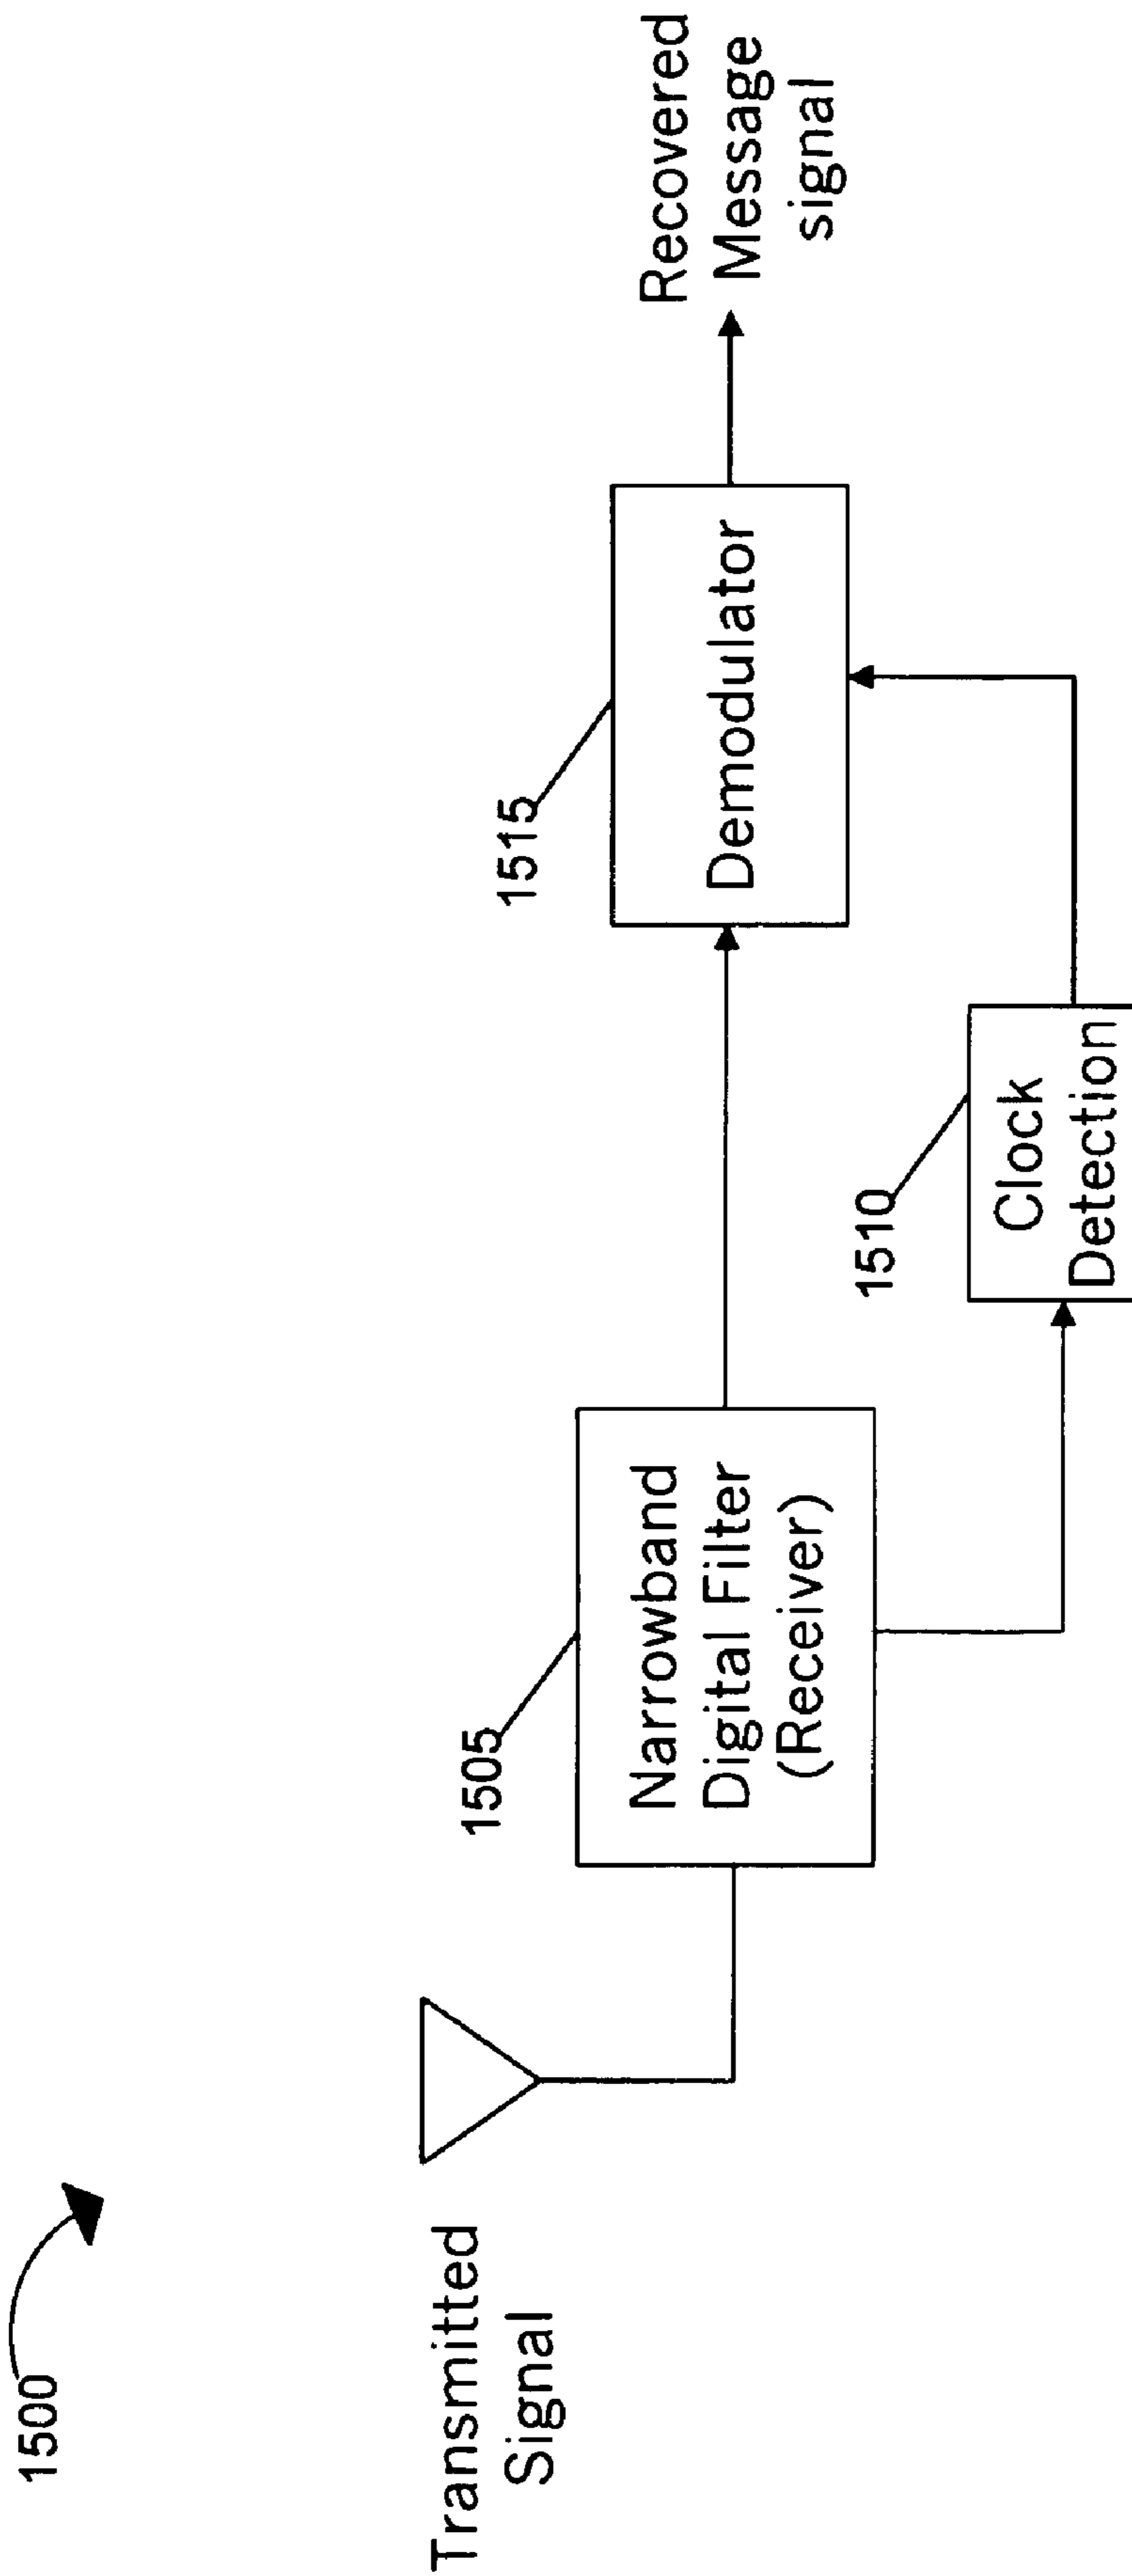 1500
Transmitted
Signal
1505
Narrowband
Digital Filter
(Receiver)
1510
Clock
Detection
1515
Demodulator
Recovered
Message
signal